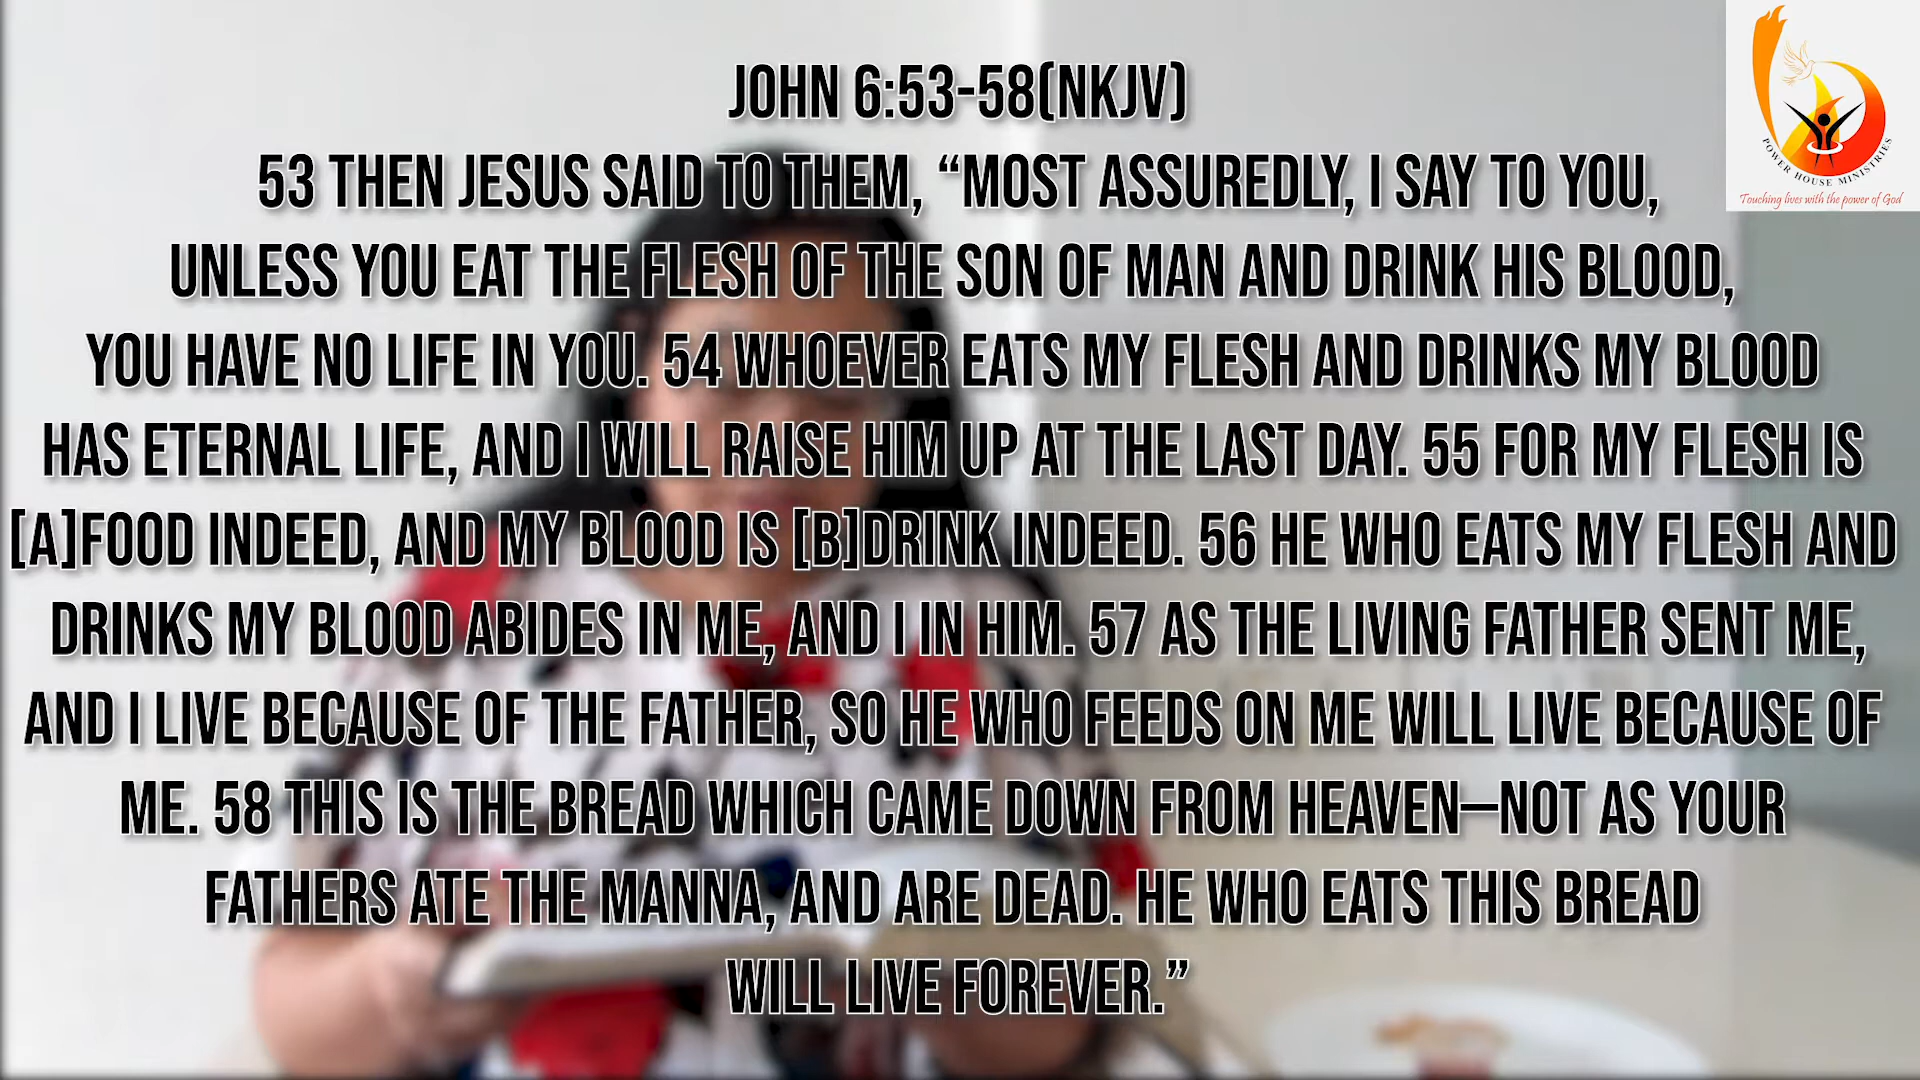 JOHN 6:53-58(NKJV)
53 THEN JESUS SAID TO THEM, “MOST ASSUREDLY, I SAY TO YOU,
UNLESS YOU EAT THE FLESH OF THE SON OF MAN AND DRINK HIS BLOOD,
YOU HAVE NO LIFE IN YOU. 54 WHOEVER EATS MY FLESH AND DRINKS MY BLOOD
HAS ETERNAL LIFE, AND I WILL RAISE HIM UP AT THE LAST DAY. 55 FOR MY FLESH IS
[A]FOOD INDEED, AND MY BLOOD IS [B]DRINK INDEED. 56 HE WHO EATS MY FLESH AND
DRINKS MY BLOOD ABIDES IN ME, AND I IN HIM. 57 AS THE LIVING FATHER SENT ME,
AND I LIVE BECAUSE OF THE FATHER, SO HE WHO FEEDS ON ME WILL LIVE BECAUSE OF
ME. 58 THIS IS THE BREAD WHICH CAME DOWN FROM HEAVEN—NOT AS YOUR
FATHERS ATE THE MANNA, AND ARE DEAD. HE WHO EATS THIS BREAD
WILL LIVE FOREVER.”
POWER HOUSE MINISTRIES
Touching lives with the power of God